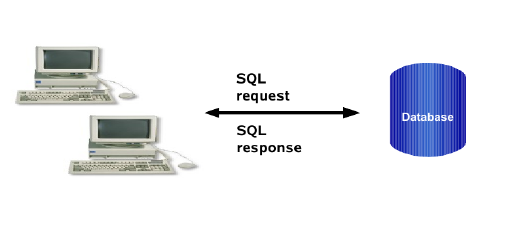 SQL
request
SQL
response
Database